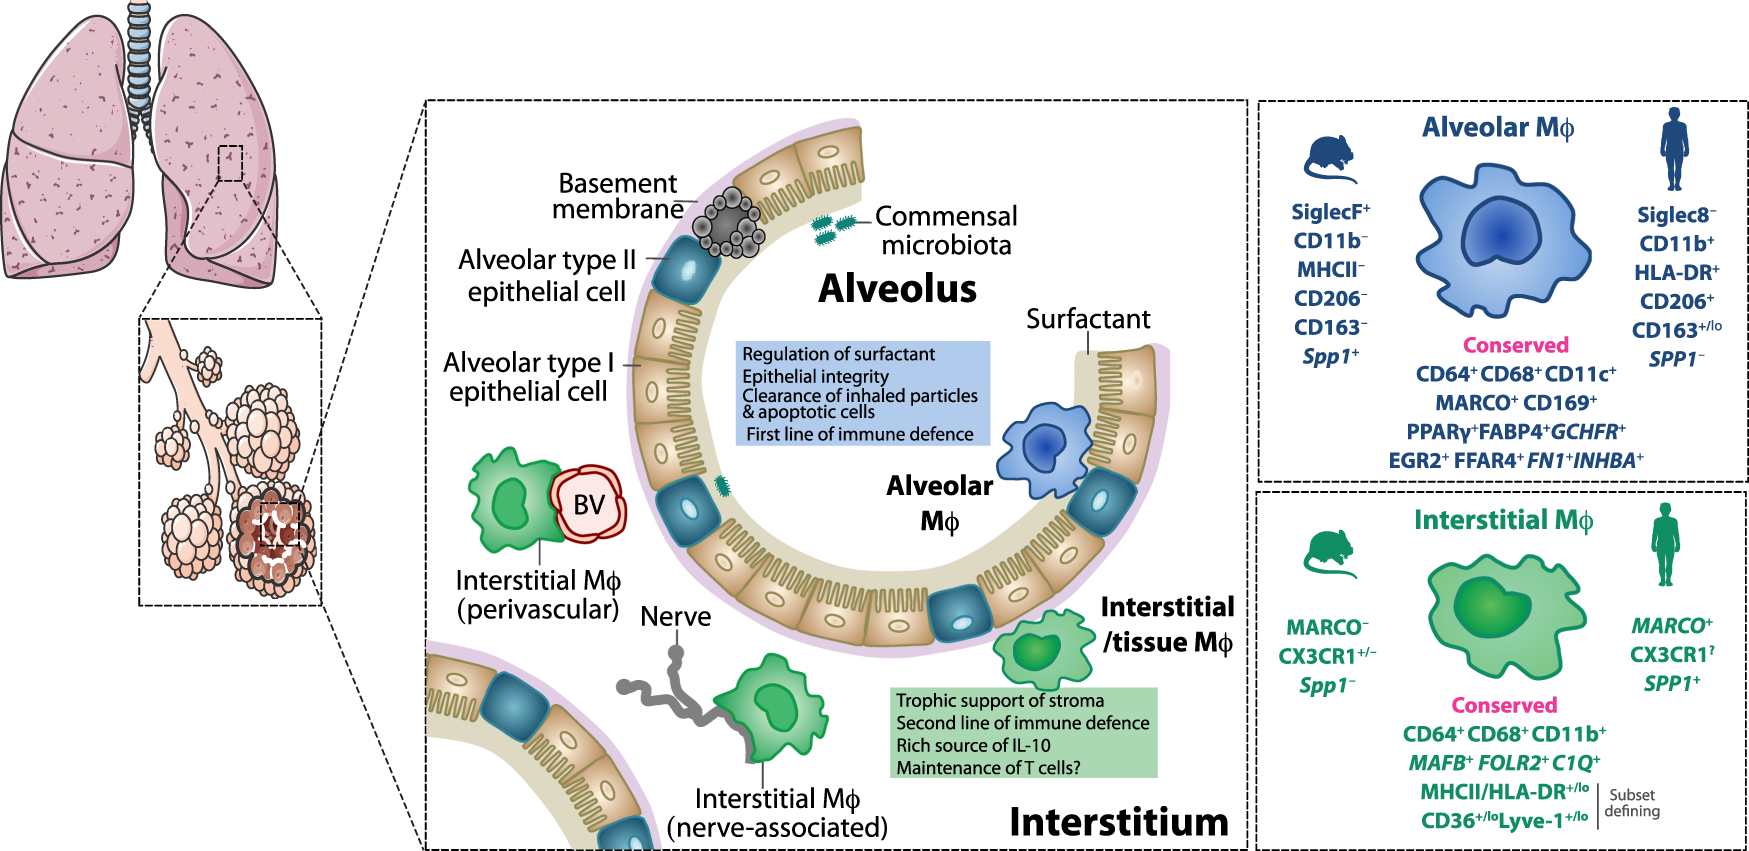 Basement
membrane
Alveolar type II
epithelial cell
Alveolar type I
epithelial cell
Commensal
microbiota
Alveolus
Surfactant
Regulation of surfactant
Epithelial integrity
Clearance of inhaled particles
& apoptotic cells
First line of immune defence
Alveolar
Mϕ
BV
Interstitial Mϕ
(perivascular)
Nerve
Interstitial
/tissue Mϕ
Trophic support of stroma
Second line of immune defence
Rich source of IL-10
Maintenance of T cells?
Interstitial Mϕ
(nerve-associated)
Interstitium
Alveolar Mϕ
SiglecF⁺
CD11b⁻
MHCII⁻
CD206⁻
CD163⁻
Spp1⁺
Siglec8⁻
CD11b⁺
HLA-DR⁺
CD206⁺
CD163⁺/ˡᵒ
SPP1⁻
Conserved
CD64⁺ CD68⁺ CD11c⁺
MARCO⁺ CD169⁺
PPARγ⁺FABP4⁺GCHFR⁺
EGR2⁺ FFAR4⁺ FN1⁺INHBA⁺
Interstitial Mϕ
MARCO⁻
CX3CR1⁺/⁻
Spp1⁻
MARCO⁺
CX3CR1?
SPP1⁺
Conserved
CD64⁺ CD68⁺ CD11b⁺
MAFB⁺ FOLR2⁺ C1Q⁺
MHCII/HLA-DR⁺/ˡᵒ
CD36⁺/ˡᵒLyve-1⁺/ˡᵒ
Subset
defining